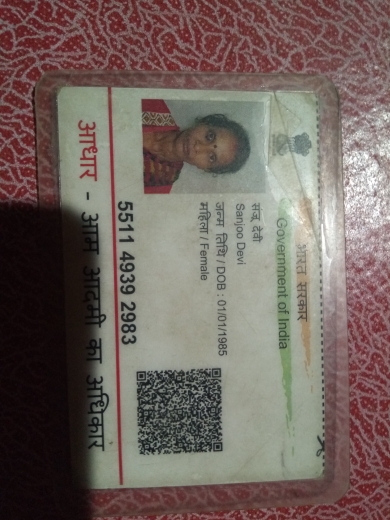 भारत सरकार
Government of India
संजू देवी
Sanjoo Devi
जन्म तिथि / DOB : 01/01/1985
महिला / Female
5511 4939 2983
आधार - आम आदमी का अधिकार